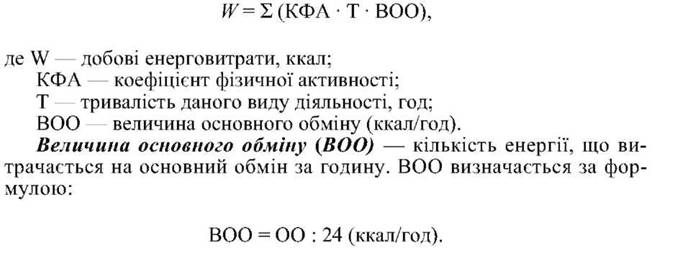 W = Σ (КФА · Т · ВОО),
де W — добові енерговитрати, ккал;
КФА — коефіцієнт фізичної активності;
Т — тривалість даного виду діяльності, год;
ВОО — величина основного обміну (ккал/год).
Величина основного обміну (ВОО) — кількість енергії, що ви-
трачається на основний обмін за годину. ВОО визначається за фор-
мулою:
ВОО = ОО : 24 (ккал/год).